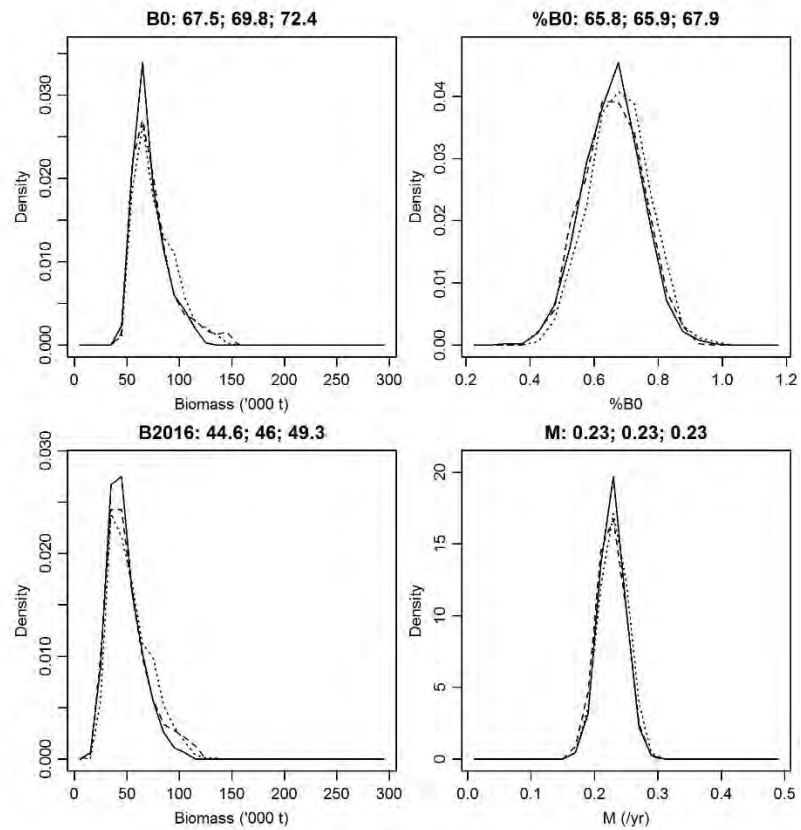 B0: 67.5; 69.8; 72.4
Density
0.000 0.010 0.020 0.030
0 50 100 150 200 250 300
Biomass ('000 t)
%B0: 65.8; 65.9; 67.9
Density
0.00 0.01 0.02 0.03 0.04
0.2 0.4 0.6 0.8 1.0 1.2
%B0
B2016: 44.6; 46; 49.3
Density
0.000 0.010 0.020 0.030
0 50 100 150 200 250 300
Biomass ('000 t)
M: 0.23; 0.23; 0.23
Density
0 5 10 15 20
0.0 0.1 0.2 0.3 0.4 0.5
M (/yr)